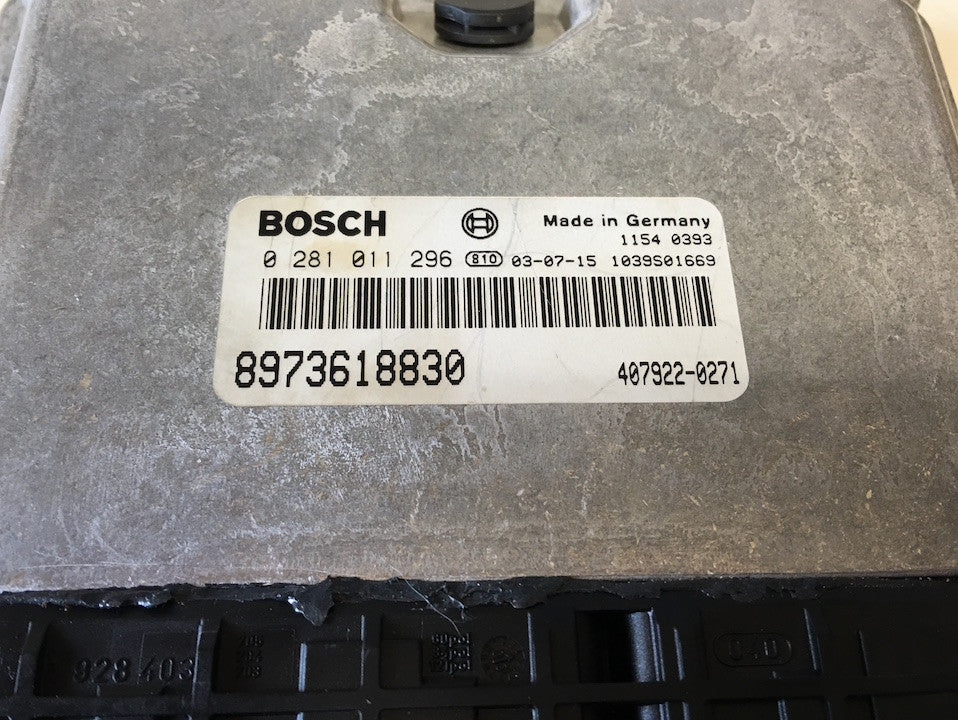 BOSCH Made in Germany
1154 0393
0 281 011 296 810 03-07-15 1039S01669
8973618830 407922-0271
928 403
C4D